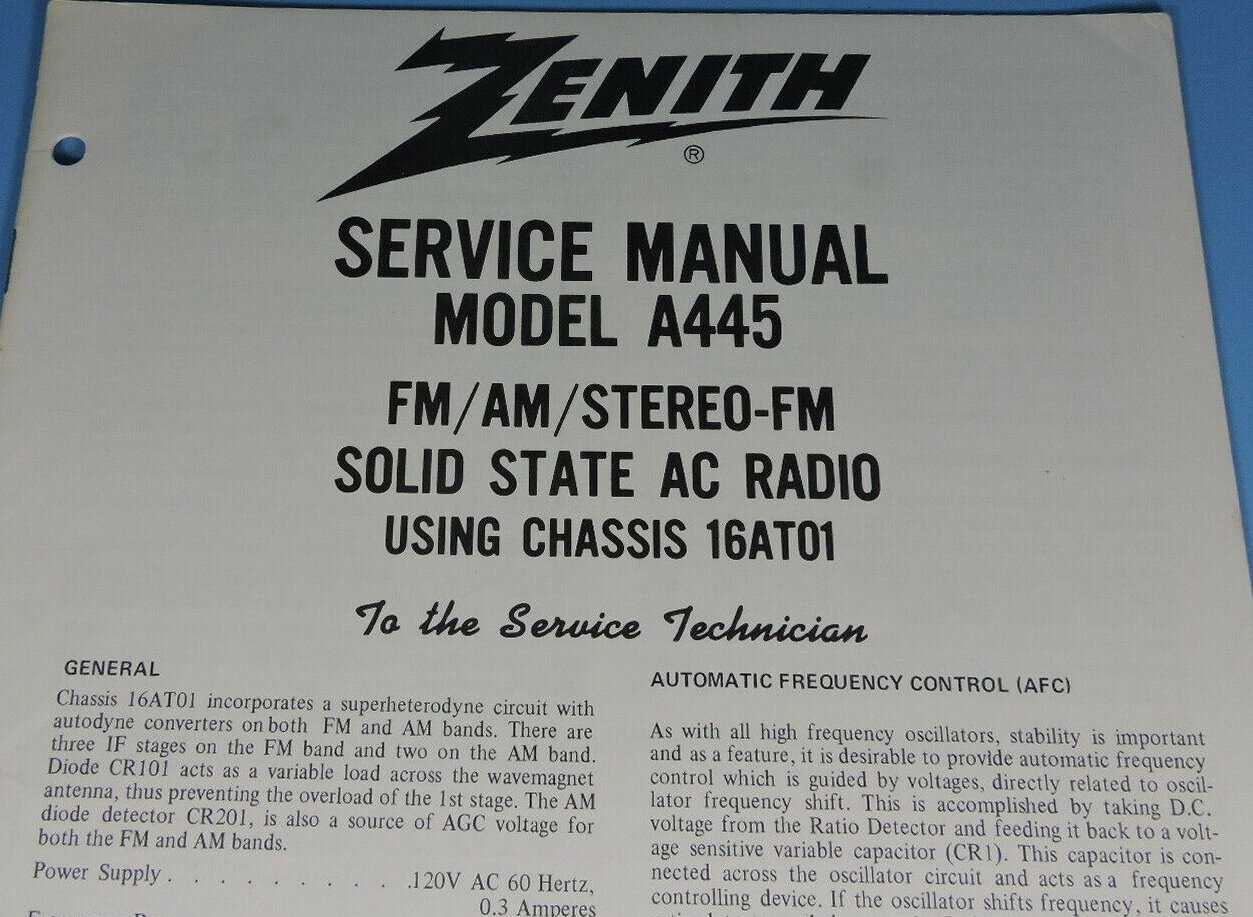 ZENITH
®
SERVICE MANUAL
MODEL A445
FM/AM/STEREO-FM
SOLID STATE AC RADIO
USING CHASSIS 16AT01
To the Service Technician
GENERAL
Chassis 16AT01 incorporates a superheterodyne circuit with
autodyne converters on both FM and AM bands. There are
three IF stages on the FM band and two on the AM band.
Diode CR101 acts as a variable load across the wavemagnet
antenna, thus preventing the overload of the 1st stage. The AM
diode detector CR201, is also a source of AGC voltage for
both the FM and AM bands.
Power Supply . . . . . . . . . . .120V AC 60 Hertz,
0.3 Amperes
AUTOMATIC FREQUENCY CONTROL (AFC)
As with all high frequency oscillators, stability is important
and as a feature, it is desirable to provide automatic frequency
control which is guided by voltages, directly related to oscil-
lator frequency shift. This is accomplished by taking D.C.
voltage from the Ratio Detector and feeding it back to a volt-
age sensitive variable capacitor (CR1). This capacitor is con-
nected across the oscillator circuit and acts as a frequency
controlling device. If the oscillator shifts frequency, it causes